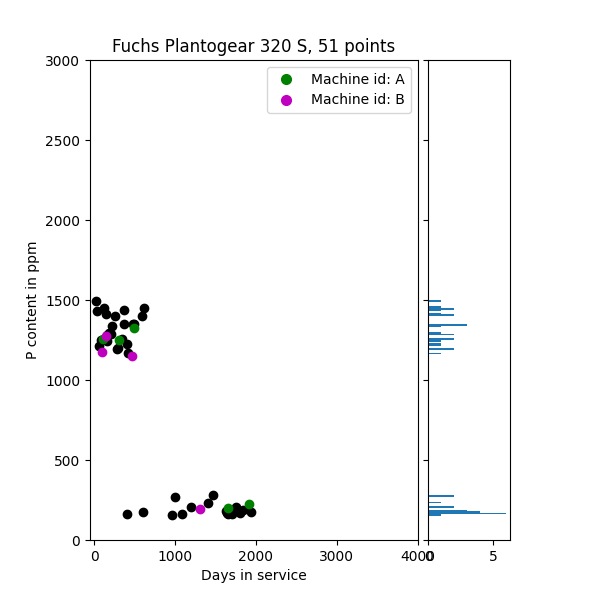 Fuchs Plantogear 320 S, 51 points
Machine id: A
Machine id: B
3000
2500
2000
1500
1000
500
0
P content in ppm
0
1000
2000
3000
4000
Days in service
0
5